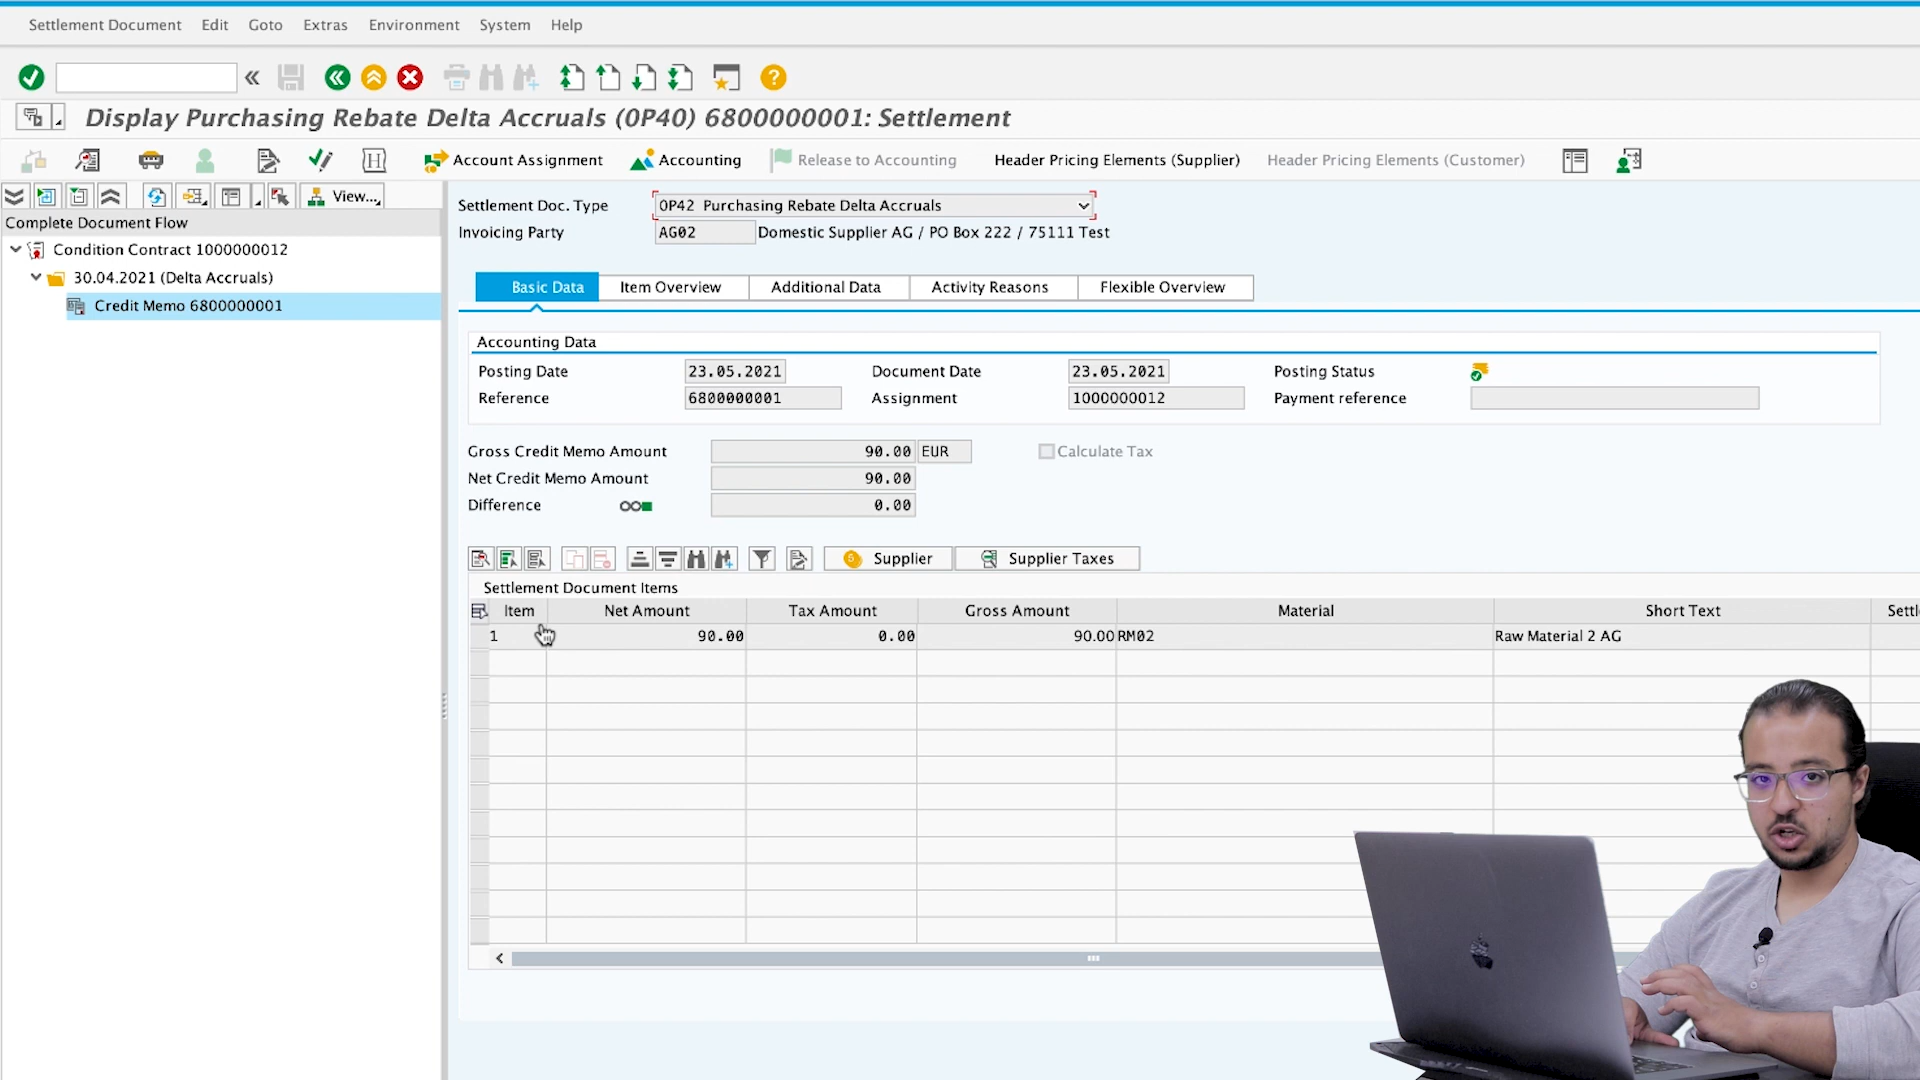 Settlement Document Edit Goto Extras Environment System Help
Display Purchasing Rebate Delta Accruals (0P40) 6800000001: Settlement
Account Assignment Accounting Release to Accounting Header Pricing Elements (Supplier) Header Pricing Elements (Customer)
View...
Complete Document Flow
Condition Contract 1000000012
30.04.2021 (Delta Accruals)
Credit Memo 6800000001
Settlement Doc. Type 0P42 Purchasing Rebate Delta Accruals
Invoicing Party AG02 Domestic Supplier AG / PO Box 222 / 75111 Test
Basic Data Item Overview Additional Data Activity Reasons Flexible Overview
Accounting Data
Posting Date 23.05.2021 Document Date 23.05.2021 Posting Status
Reference 6800000001 Assignment 1000000012 Payment reference
Gross Credit Memo Amount 90.00 EUR Calculate Tax
Net Credit Memo Amount 90.00
Difference 0.00
Supplier Supplier Taxes
Settlement Document Items
Item Net Amount Tax Amount Gross Amount Material Short Text Settl
1 90.00 0.00 90.00 RM02 Raw Material 2 AG